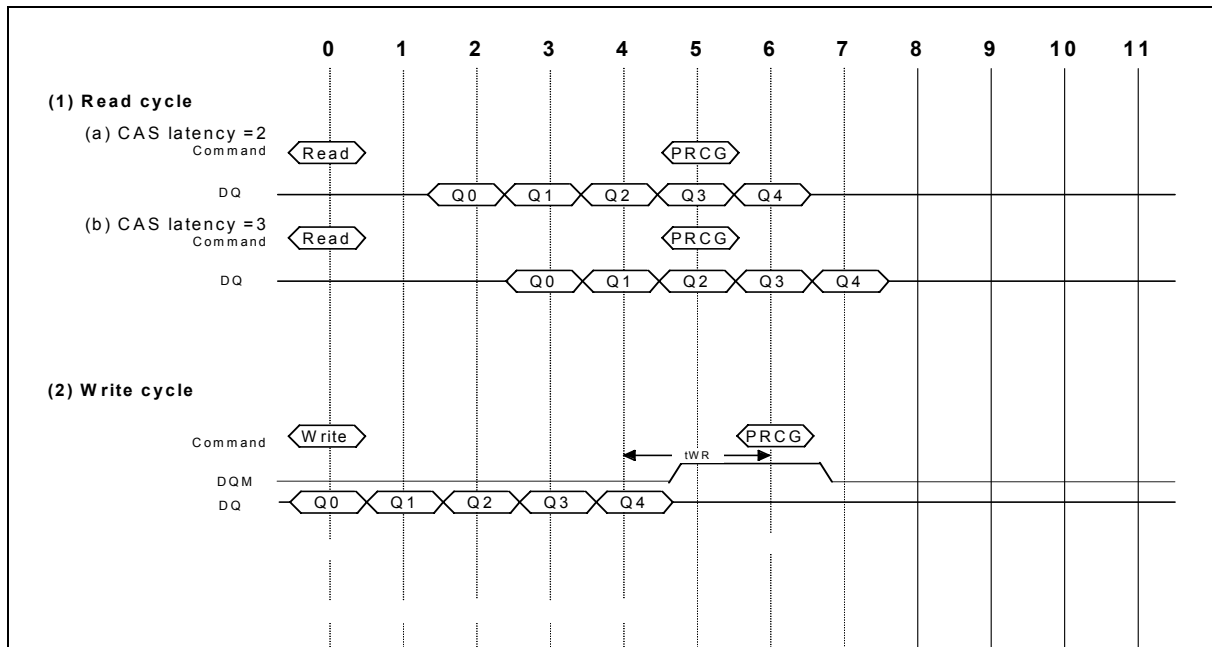 0 1 2 3 4 5 6 7 8 9 10 11
(1) Read cycle
(a) CAS latency =2
Command Read PRCG
DQ Q0 Q1 Q2 Q3 Q4
(b) CAS latency =3
Command Read PRCG
DQ Q0 Q1 Q2 Q3 Q4
(2) Write cycle
Command Write PRCG
tWR
DQM
DQ Q0 Q1 Q2 Q3 Q4